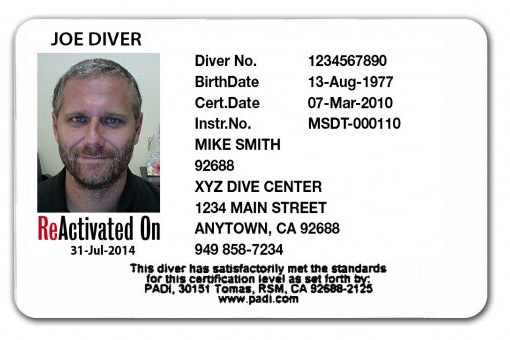 JOE DIVER
Diver No. 1234567890
BirthDate 13-Aug-1977
Cert.Date 07-Mar-2010
Instr.No. MSDT-000110
MIKE SMITH
92688
XYZ DIVE CENTER
1234 MAIN STREET
ANYTOWN, CA 92688
949 858-7234
ReActivated On
31-Jul-2014
This diver has satisfactorily met the standards
for this certification level as set forth by:
PADI, 30151 Tomas, RSM, CA 92688-2125
www.padi.com